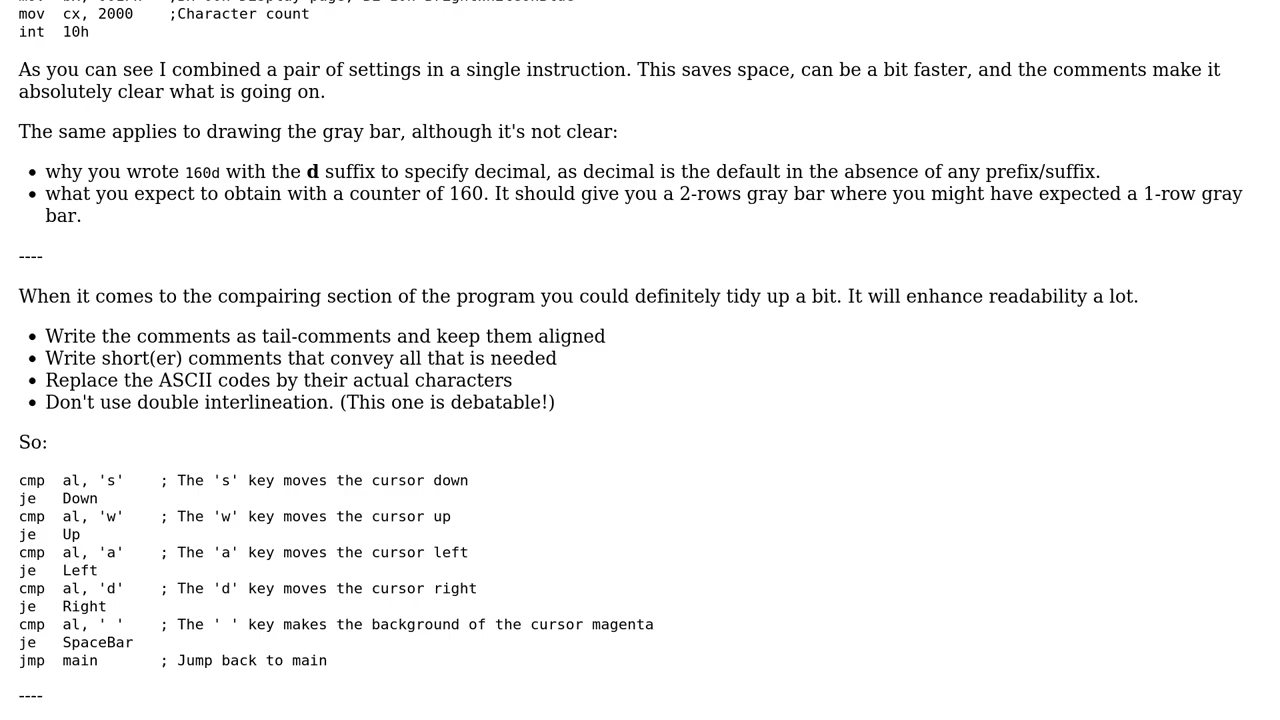 mov cx, 2000 ;Character count
int 10h
As you can see I combined a pair of settings in a single instruction. This saves space, can be a bit faster, and the comments make it
absolutely clear what is going on.
The same applies to drawing the gray bar, although it's not clear:
• why you wrote 160d with the d suffix to specify decimal, as decimal is the default in the absence of any prefix/suffix.
• what you expect to obtain with a counter of 160. It should give you a 2-rows gray bar where you might have expected a 1-row gray
bar.
----
When it comes to the compairing section of the program you could definitely tidy up a bit. It will enhance readability a lot.
• Write the comments as tail-comments and keep them aligned
• Write short(er) comments that convey all that is needed
• Replace the ASCII codes by their actual characters
• Don't use double interlineation. (This one is debatable!)
So:
cmp al, 's' ; The 's' key moves the cursor down
je Down
cmp al, 'w' ; The 'w' key moves the cursor up
je Up
cmp al, 'a' ; The 'a' key moves the cursor left
je Left
cmp al, 'd' ; The 'd' key moves the cursor right
je Right
cmp al, ' ' ; The ' ' key makes the background of the cursor magenta
je SpaceBar
jmp main ; Jump back to main
----